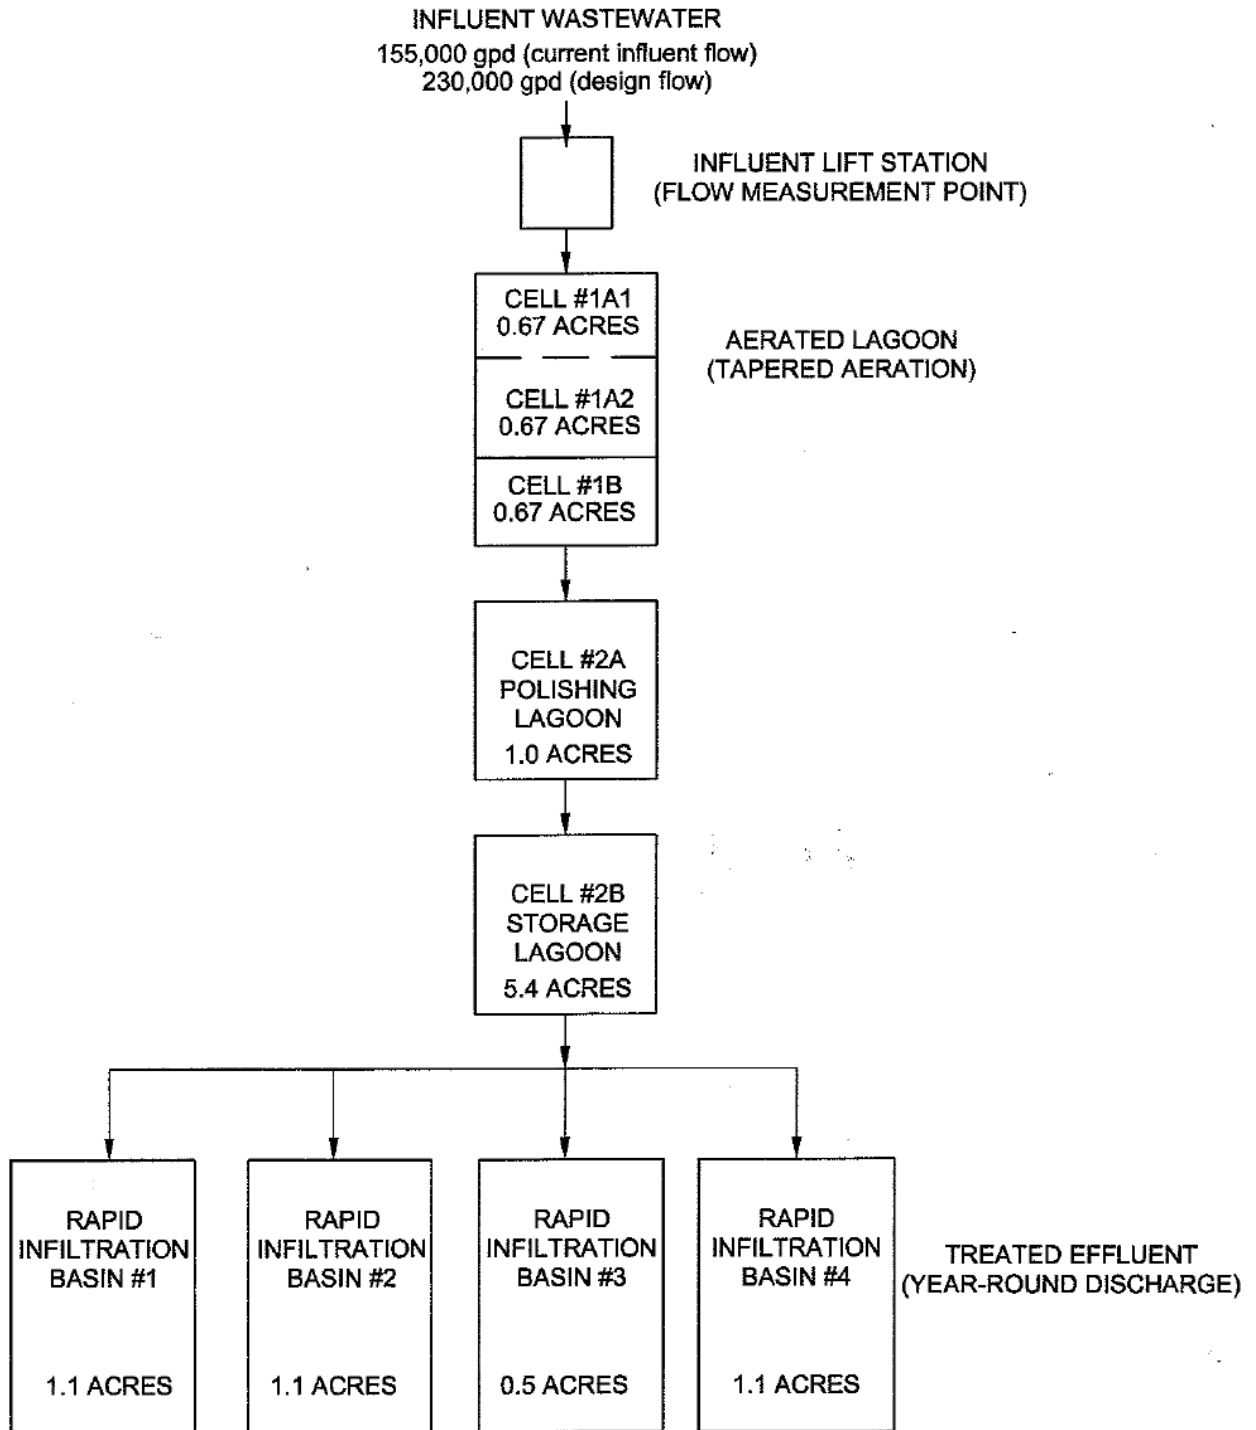 INFLUENT WASTEWATER
155,000 gpd (current influent flow)
230,000 gpd (design flow)
INFLUENT LIFT STATION
(FLOW MEASUREMENT POINT)
CELL #1A1
0.67 ACRES
AERATED LAGOON
(TAPERED AERATION)
CELL #1A2
0.67 ACRES
CELL #1B
0.67 ACRES
CELL #2A
POLISHING
LAGOON
1.0 ACRES
CELL #2B
STORAGE
LAGOON
5.4 ACRES
RAPID
INFILTRATION
BASIN #1
1.1 ACRES
RAPID
INFILTRATION
BASIN #2
1.1 ACRES
RAPID
INFILTRATION
BASIN #3
0.5 ACRES
RAPID
INFILTRATION
BASIN #4
1.1 ACRES
TREATED EFFLUENT
(YEAR-ROUND DISCHARGE)